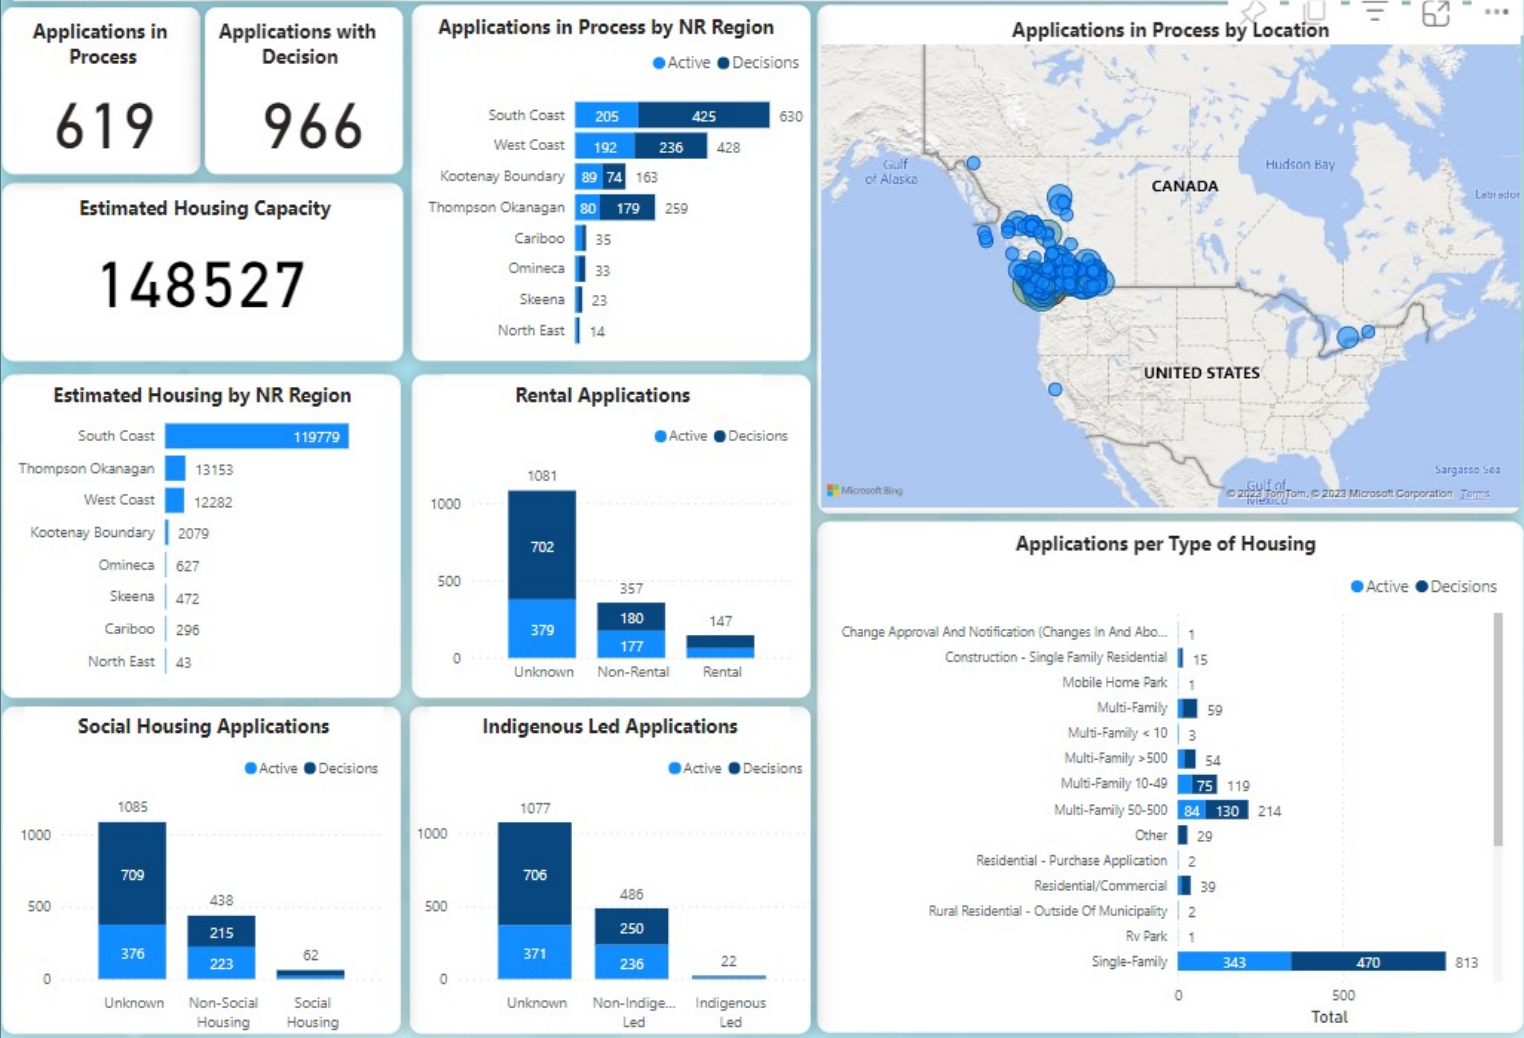 Applications in
Process
619
Applications with
Decision
966
Estimated Housing Capacity
148527
Applications in Process by NR Region
Active Decisions
South Coast 205 425 630
West Coast 192 236 428
Kootenay Boundary 89 74 163
Thompson Okanagan 80 179 259
Cariboo 35
Omineca 33
Skeena 23
North East 14
Applications in Process by Location
Gulf
of Alaska
Hudson Bay
CANADA
Labrador
UNITED STATES
Sargasso Sea
Gulf of
Mexico
Microsoft Bing
© 2023 TomTom, © 2023 Microsoft Corporation Terms
Estimated Housing by NR Region
South Coast 119779
Thompson Okanagan 13153
West Coast 12282
Kootenay Boundary 2079
Omineca 627
Skeena 472
Cariboo 296
North East 43
Rental Applications
Active Decisions
1081
1000
702
500
357
180
147
379
177
0
Unknown Non-Rental Rental
Applications per Type of Housing
Active Decisions
Change Approval And Notification (Changes In And Abo... 1
Construction - Single Family Residential 15
Mobile Home Park 1
Multi-Family 59
Multi-Family < 10 3
Multi-Family >500 54
Multi-Family 10-49 75 119
Multi-Family 50-500 84 130 214
Other 29
Residential - Purchase Application 2
Residential/Commercial 39
Rural Residential - Outside Of Municipality 2
Rv Park 1
Single-Family 343 470 813
0 500
Total
Social Housing Applications
Active Decisions
1085
1000
709
500
438
215
62
376
223
0
Unknown Non-Social Social
Housing Housing
Indigenous Led Applications
Active Decisions
1077
1000
706
500
486
250
22
371
236
0
Unknown Non-Indige... Indigenous
Led Led